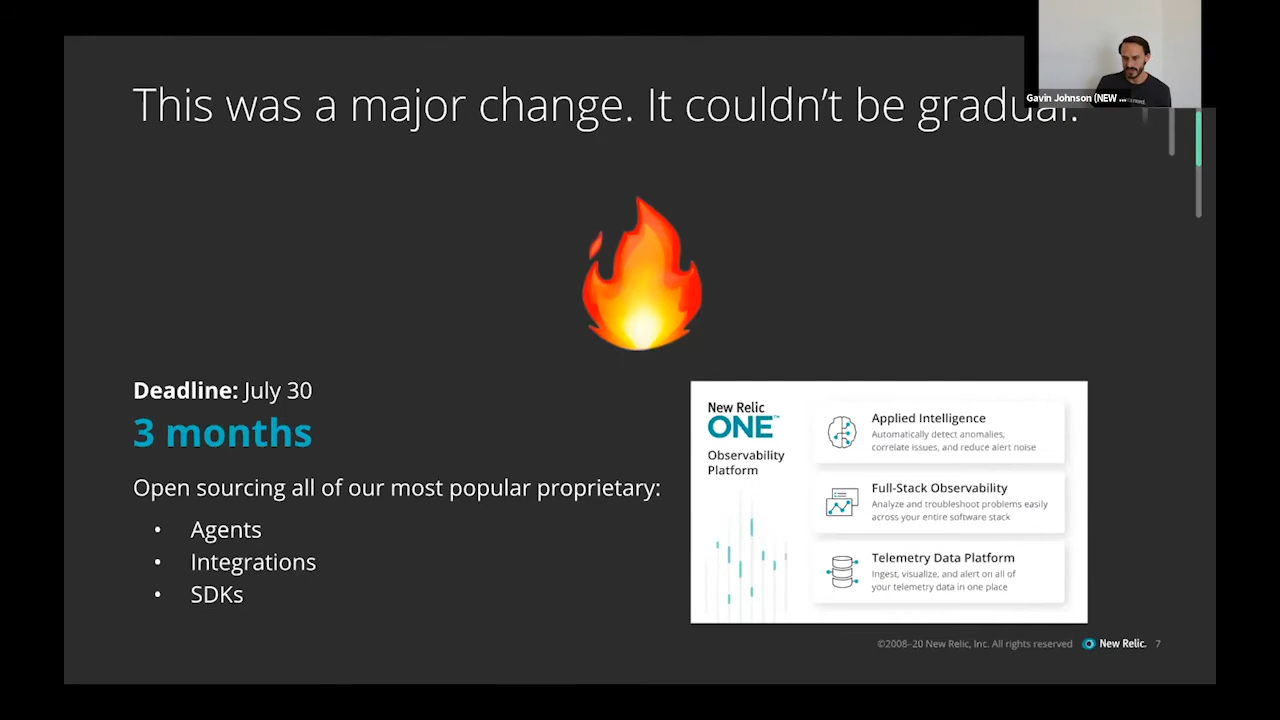 This was a major change. It couldn't be gradual.
Gavin Johnson (NEW ...
Deadline: July 30
3 months
Open sourcing all of our most popular proprietary:
• Agents
• Integrations
• SDKs
New Relic
ONE™
Observability
Platform
Applied Intelligence
Automatically detect anomalies,
correlate issues, and reduce alert noise
Full-Stack Observability
Analyze and troubleshoot problems easily
across your entire software stack
Telemetry Data Platform
Ingest, visualize, and alert on all of
your telemetry data in one place
©2008–20 New Relic, Inc. All rights reserved New Relic. 7